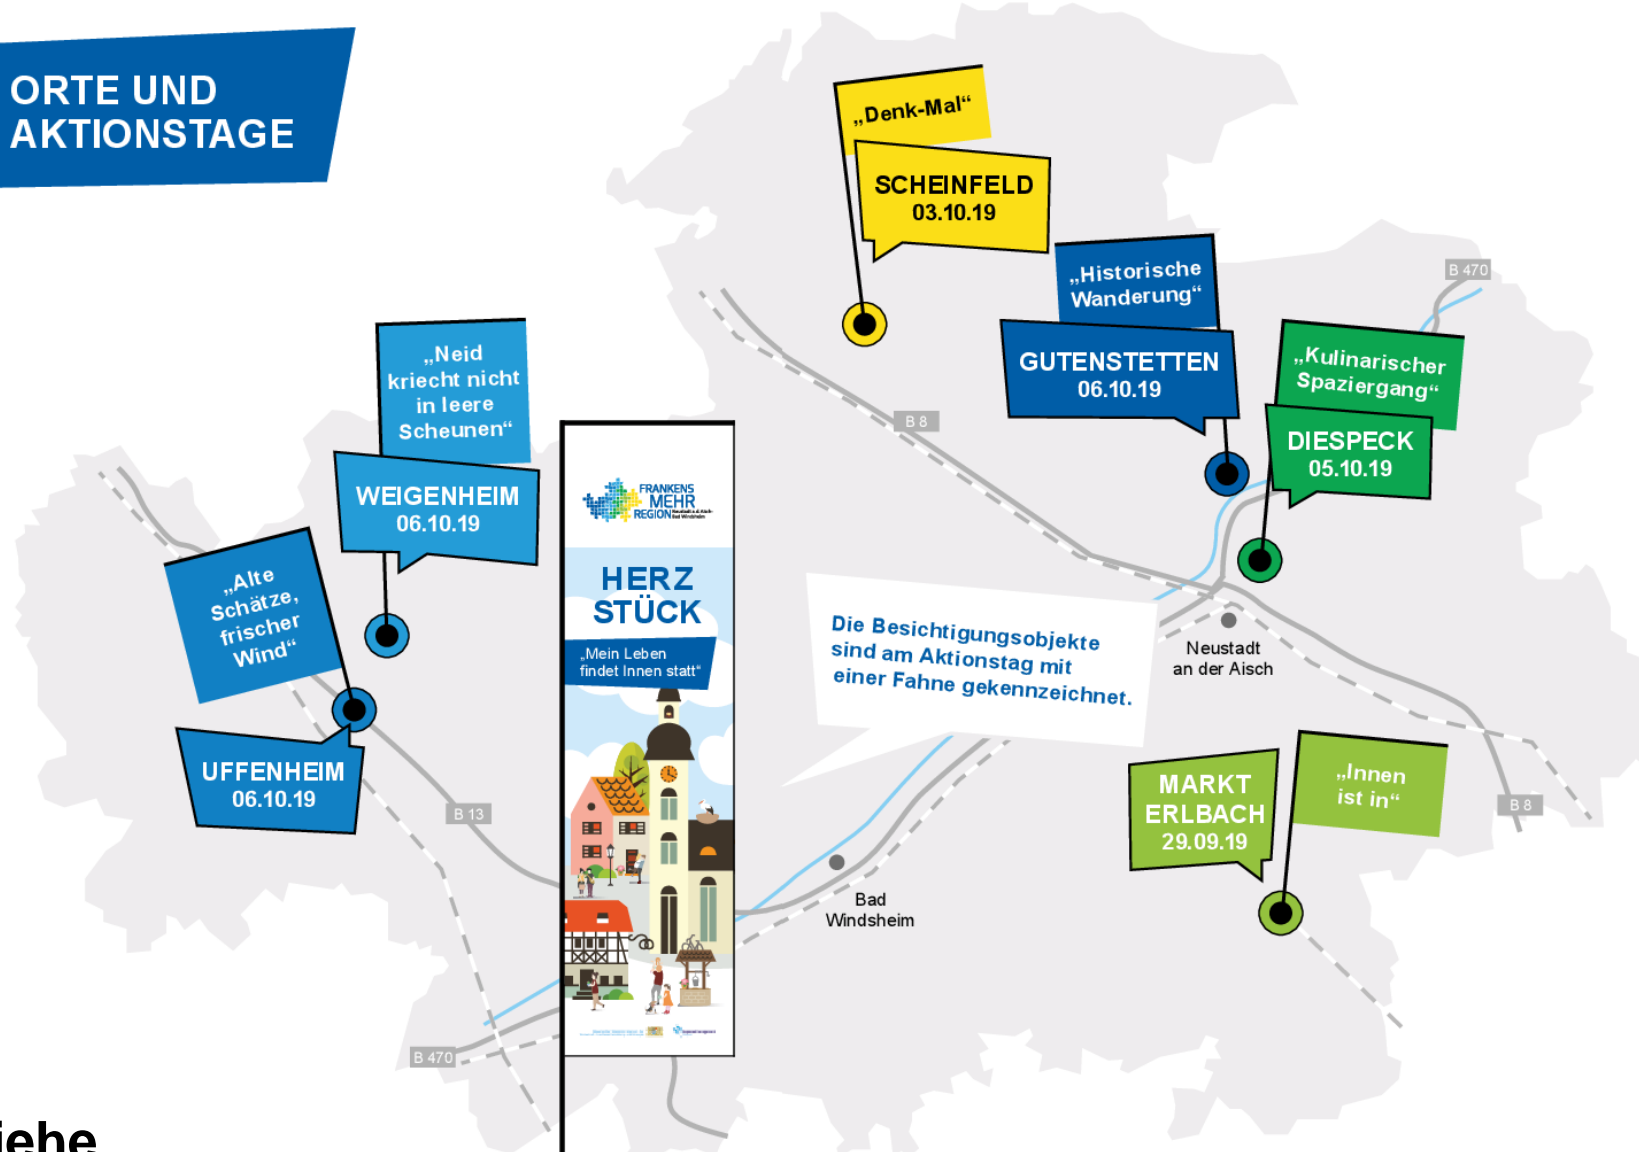 ORTE UND
AKTIONSTAGE
„Denk-Mal“
SCHEINFELD
03.10.19
„Historische
Wanderung“
GUTENSTETTEN
06.10.19
B 470
„Kulinarischer
Spaziergang“
DIESPECK
05.10.19
„Neid
kriecht nicht
in leere
Scheunen“
WEIGENHEIM
06.10.19
B 8
„Alte
Schätze,
frischer
Wind“
UFFENHEIM
06.10.19
B 13
FRANKENS
MEHR
REGION
HERZ
STÜCK
„Mein Leben
findet Innen statt“
Die Besichtigungsobjekte
sind am Aktionstag mit
einer Fahne gekennzeichnet.
Neustadt
an der Aisch
MARKT
ERLBACH
29.09.19
„Innen
ist in“
B 8
Bad
Windsheim
B 470
iehe